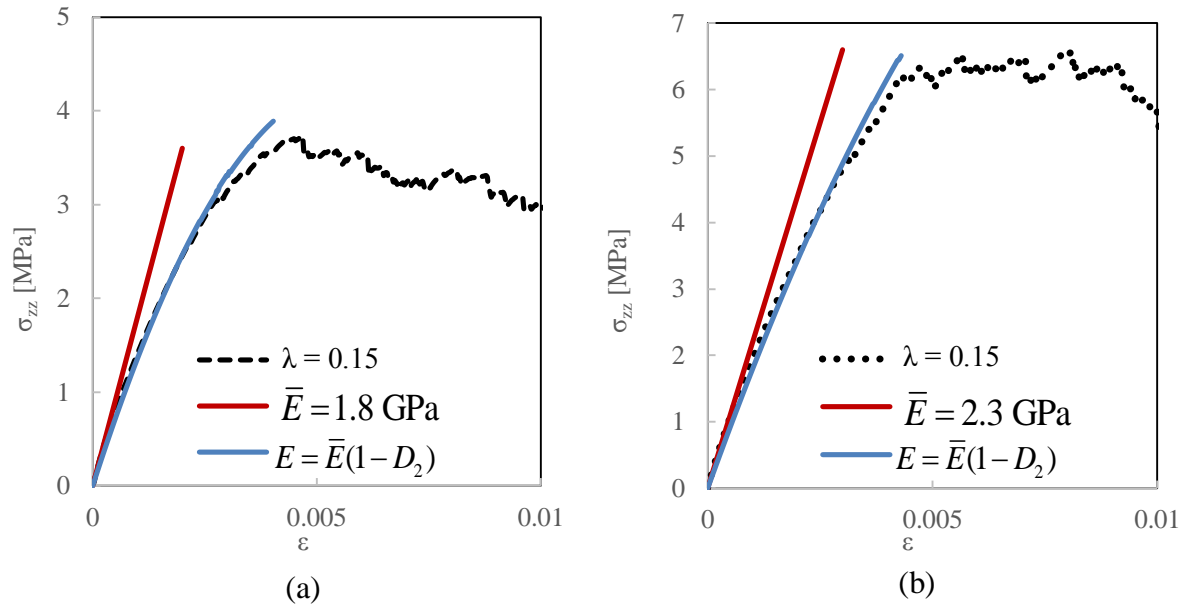 5
4
3
2
1
0
σzz [MPa]
0
0.005
0.01
ε
λ = 0.15
E̅ = 1.8 GPa
E = E̅(1−D₂)
(a)
7
6
5
4
3
2
1
0
σzz [MPa]
0
0.005
0.01
ε
λ = 0.15
E̅ = 2.3 GPa
E = E̅(1−D₂)
(b)